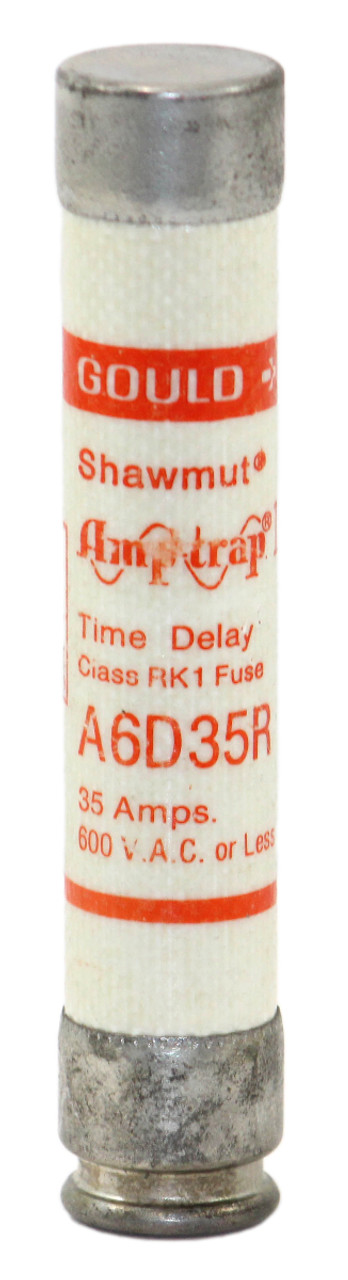 GOULD
Shawmut®
Amp-trap®
Time Delay
Class RK1 Fuse
A6D35R
35 Amps.
600 V.A.C. or Less